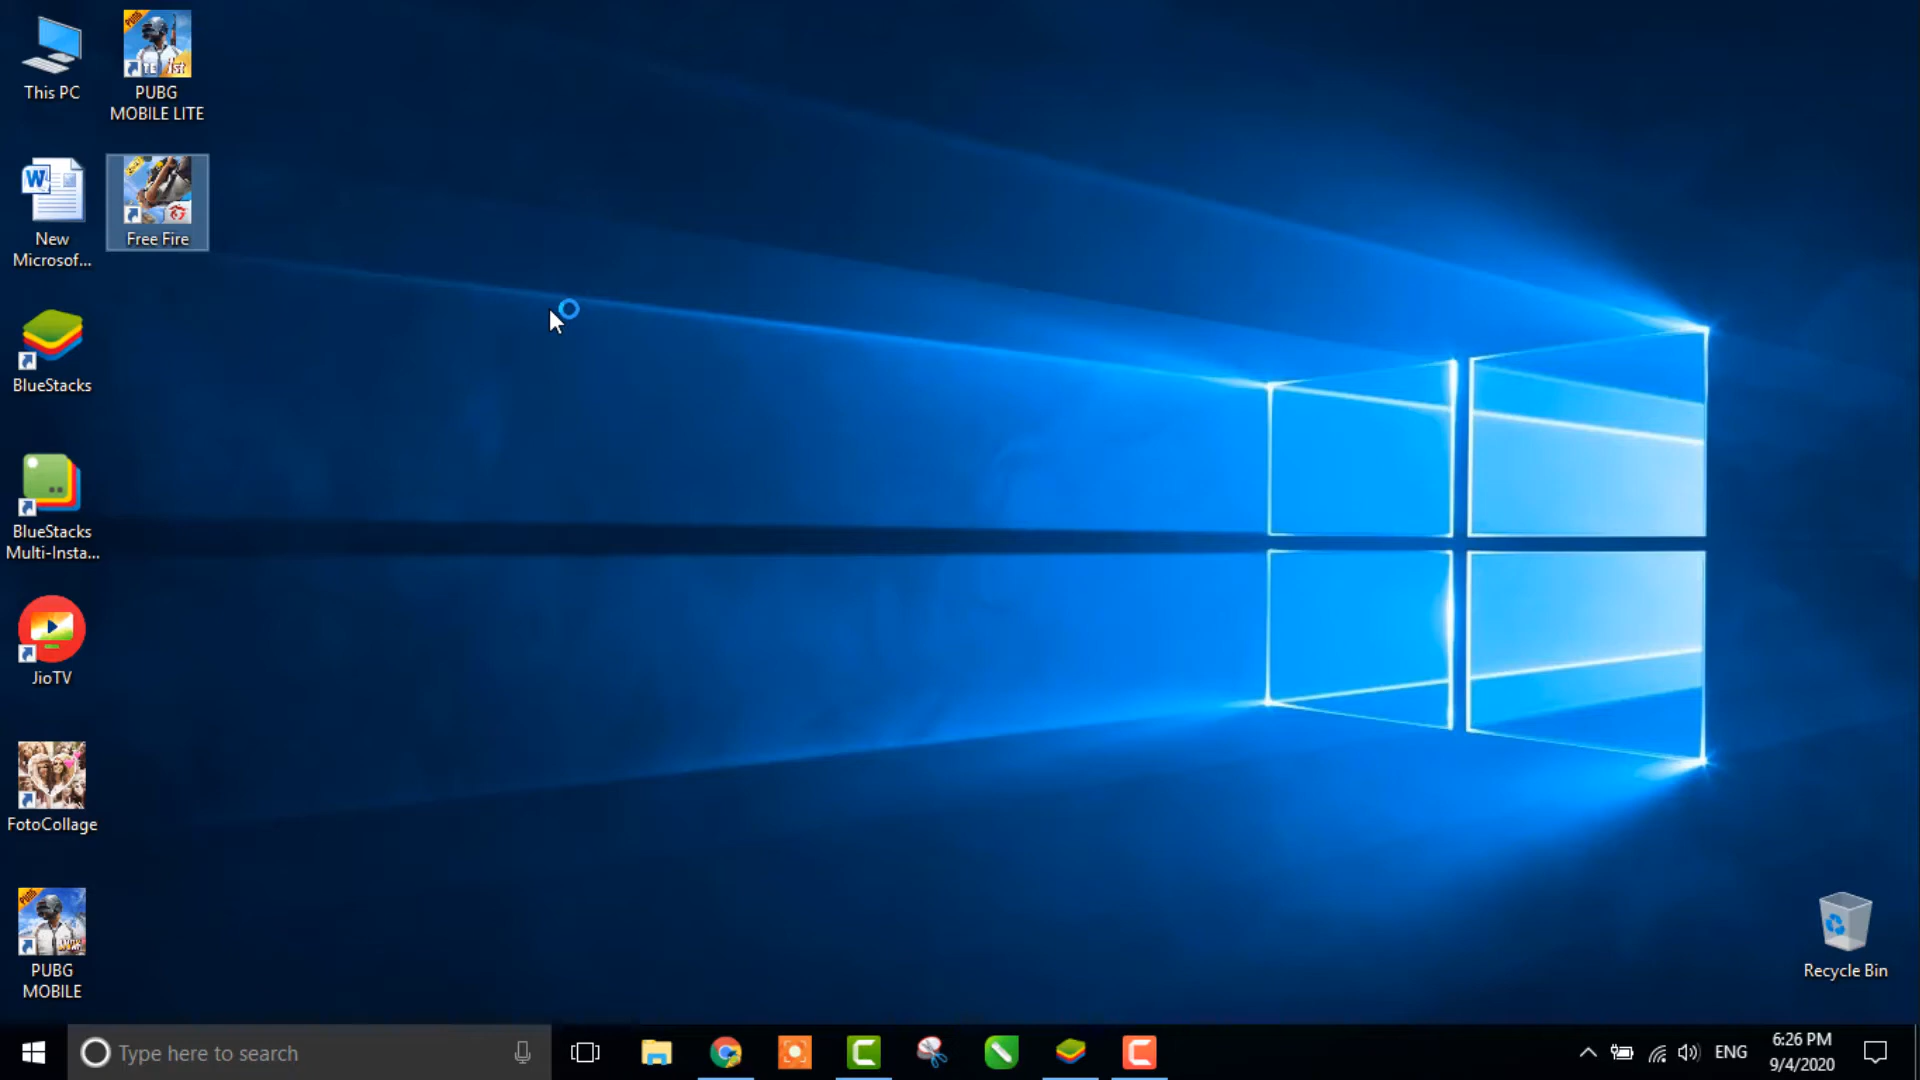 This PC
PUBG
MOBILE LITE
New
Microsof...
Free Fire
BlueStacks
BlueStacks
Multi-Insta...
JioTV
FotoCollage
PUBG
MOBILE
Recycle Bin
Type here to search
ENG
6:26 PM
9/4/2020